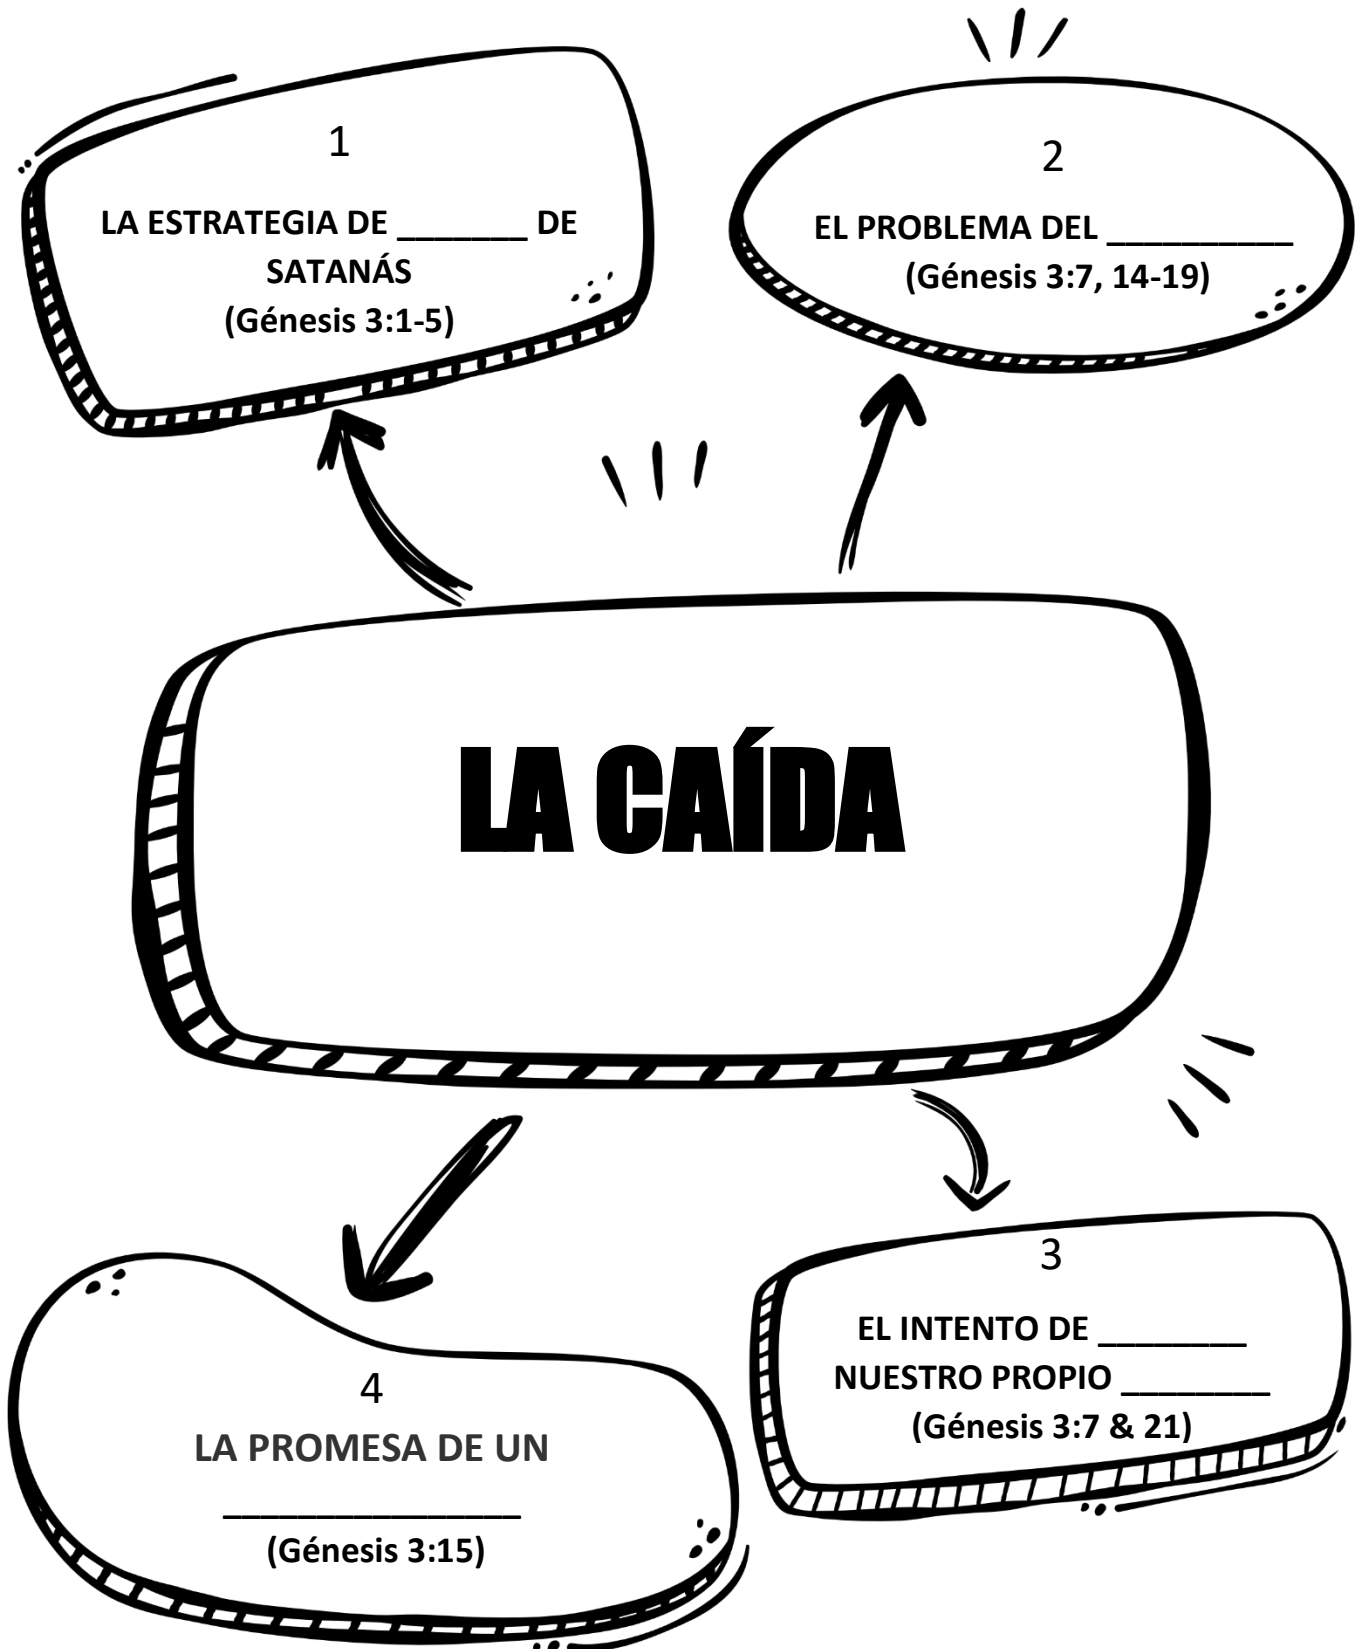 1
LA ESTRATEGIA DE _______ DE
SATANÁS
(Génesis 3:1-5)
2
EL PROBLEMA DEL __________
(Génesis 3:7, 14-19)
LA CAÍDA
3
EL INTENTO DE ________
NUESTRO PROPIO ________
(Génesis 3:7 & 21)
4
LA PROMESA DE UN
________________
(Génesis 3:15)